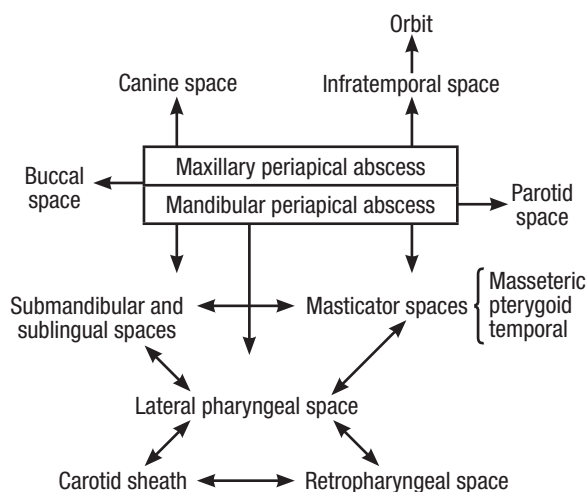 Orbit
Canine space
Infratemporal space
Maxillary periapical abscess
Buccal
space
Mandibular periapical abscess
Parotid
space
Submandibular and
sublingual spaces
Masticator spaces
Masseteric
pterygoid
temporal
Lateral pharyngeal space
Carotid sheath
Retropharyngeal space